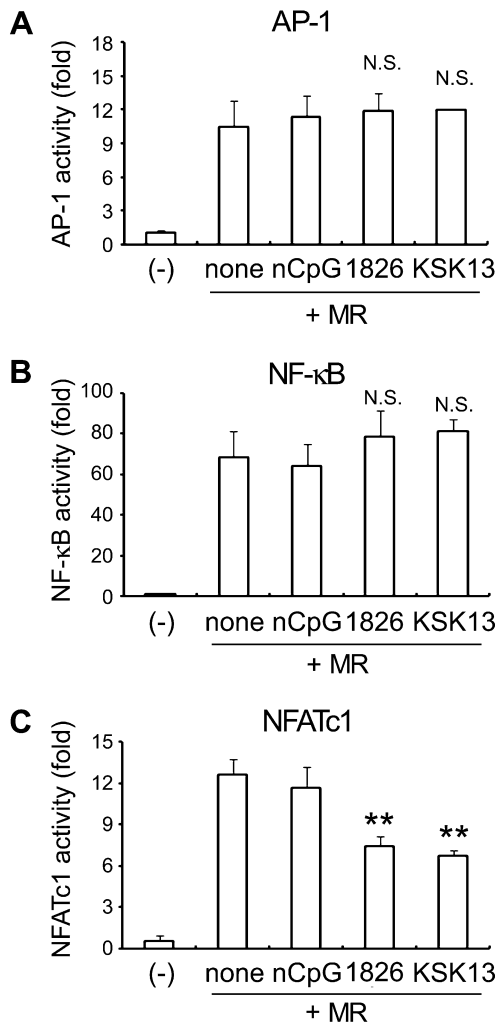 A
AP-1
AP-1 activity (fold)
18
15
12
9
6
3
0
N.S.
N.S.
(-) none nCpG 1826 KSK13
+ MR
B
NF-κB
NF-κB activity (fold)
100
80
60
40
20
0
N.S.
N.S.
(-) none nCpG 1826 KSK13
+ MR
C
NFATc1
NFATc1 activity (fold)
15
12
9
6
3
0
**
**
(-) none nCpG 1826 KSK13
+ MR